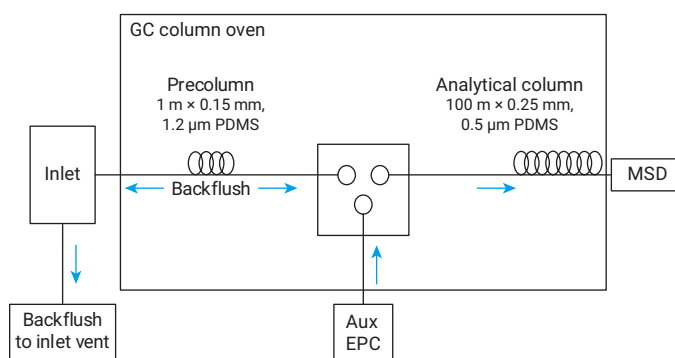 GC column oven
Precolumn
1 m × 0.15 mm,
1.2 µm PDMS
Analytical column
100 m × 0.25 mm,
0.5 µm PDMS
Inlet
Backflush
MSD
Backflush
to inlet vent
Aux
EPC